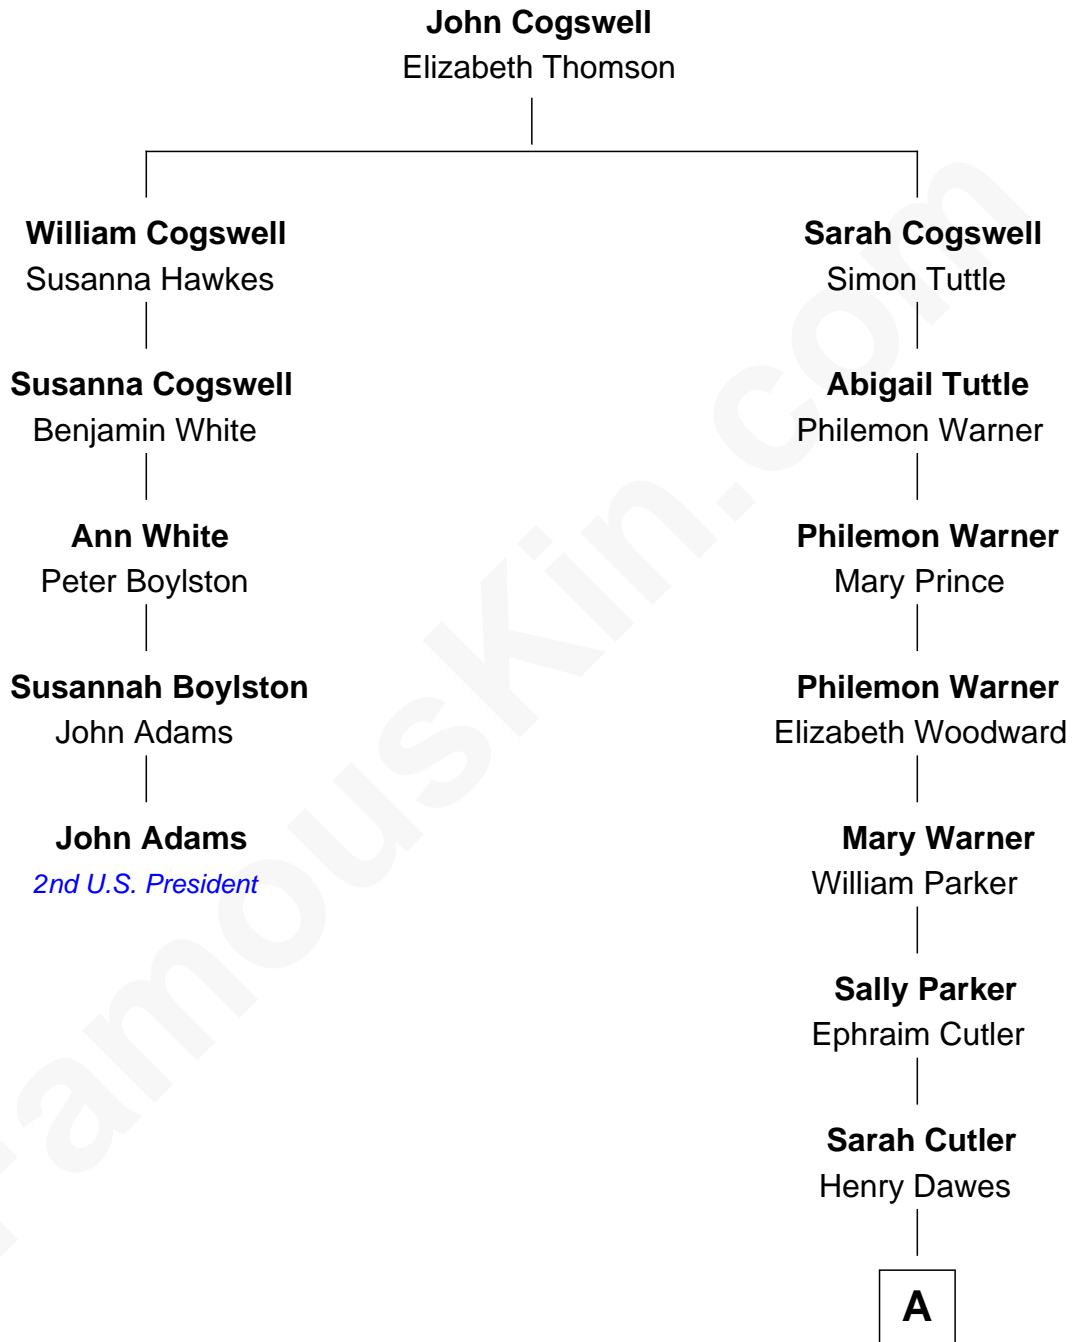 John Cogswell
Elizabeth Thomson
William Cogswell
Susanna Hawkes
Sarah Cogswell
Simon Tuttle
Susanna Cogswell
Benjamin White
Abigail Tuttle
Philemon Warner
Ann White
Peter Boylston
Philemon Warner
Mary Prince
Susannah Boylston
John Adams
Philemon Warner
Elizabeth Woodward
John Adams
2nd U.S. President
Mary Warner
William Parker
Sally Parker
Ephraim Cutler
Sarah Cutler
Henry Dawes
A
FamousKin.com